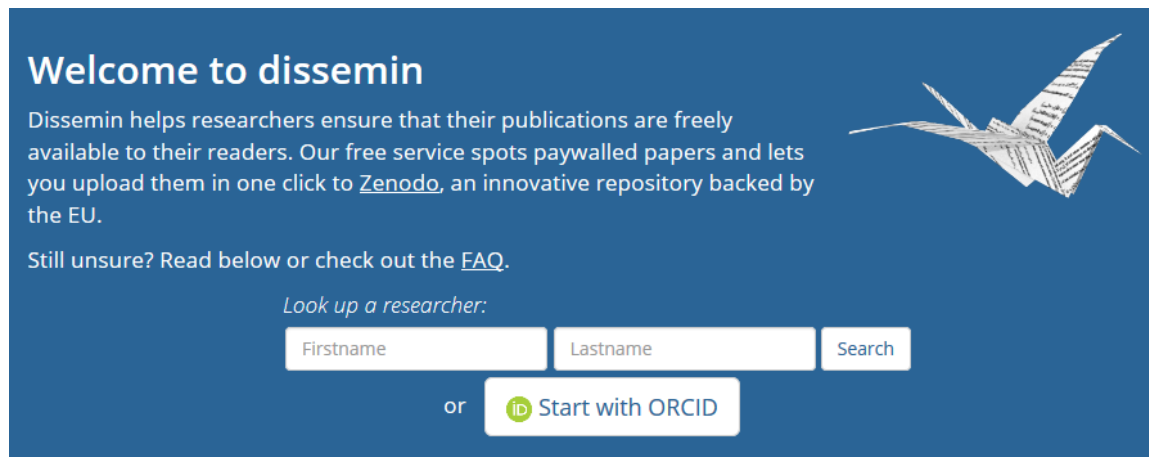 Welcome to dissemin
Dissemin helps researchers ensure that their publications are freely
available to their readers. Our free service spots paywalled papers and lets
you upload them in one click to Zenodo, an innovative repository backed by
the EU.
Still unsure? Read below or check out the FAQ.
Look up a researcher:
Firstname Lastname Search
or iD Start with ORCID